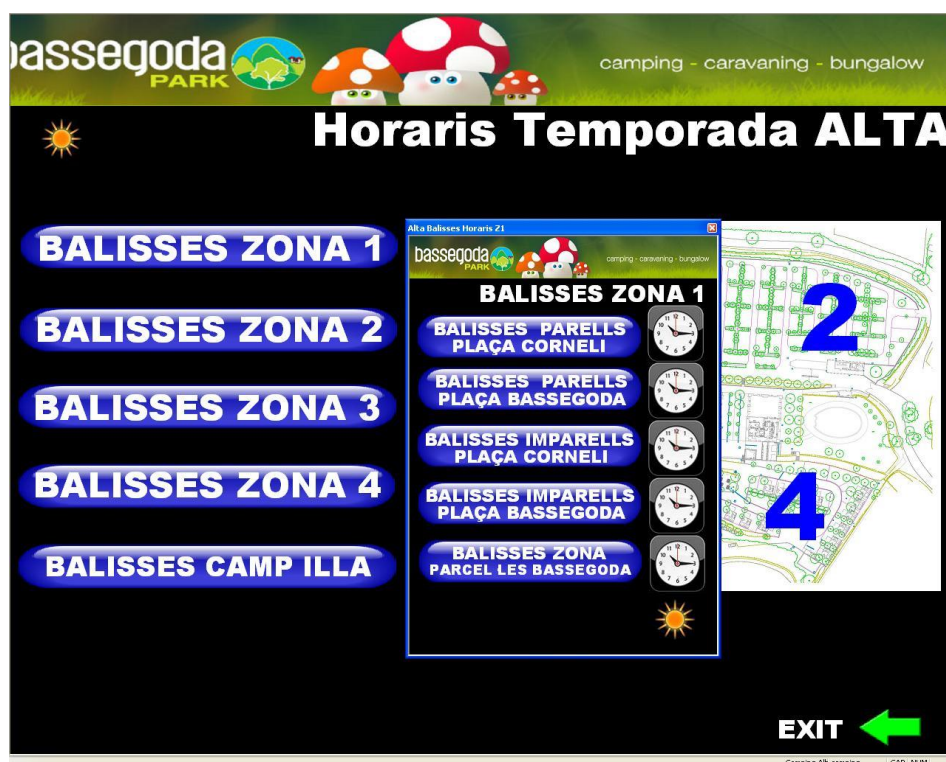 bassegoda
PARK
camping - caravaning - bungalow
Horaris Temporada ALTA
BALISSES ZONA 1
BALISSES ZONA 2
BALISSES ZONA 3
BALISSES ZONA 4
BALISSES CAMP ILLA
Alta Balisses Horaris Z1
bassegoda
PARK
camping - caravaning - bungalow
BALISSES ZONA 1
BALISSES PARELLS
PLAÇA CORNELI
BALISSES PARELLS
PLAÇA BASSEGODA
BALISSES IMPARELLS
PLAÇA CORNELI
BALISSES IMPARELLS
PLAÇA BASSEGODA
BALISSES ZONA
PARCEL·LES BASSEGODA
2
4
EXIT